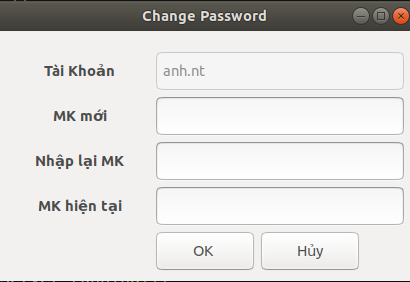 Change Password
Tài Khoản anh.nt
MK mới
Nhập lại MK
MK hiện tại
OK Hủy